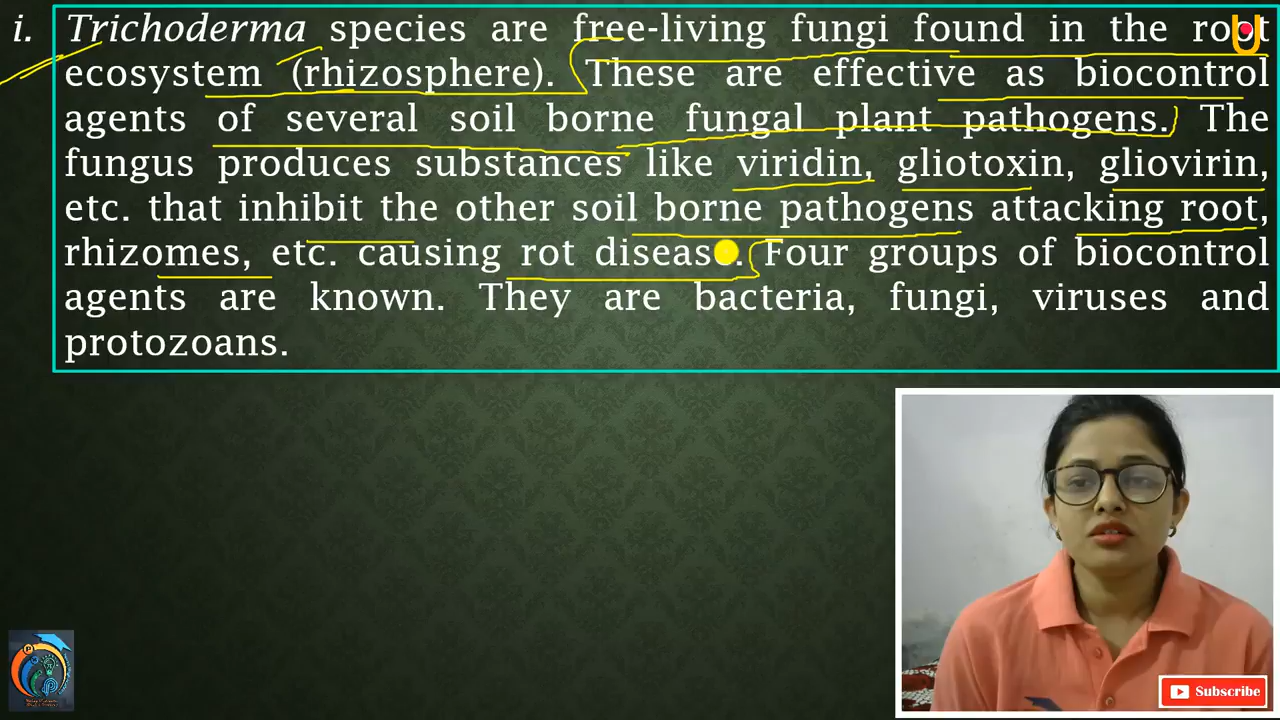 i. Trichoderma species are free-living fungi found in the root
ecosystem (rhizosphere). These are effective as biocontrol
agents of several soil borne fungal plant pathogens. The
fungus produces substances like viridin, gliotoxin, gliovirin,
etc. that inhibit the other soil borne pathogens attacking root,
rhizomes, etc. causing rot disease. Four groups of biocontrol
agents are known. They are bacteria, fungi, viruses and
protozoans.
Subscribe